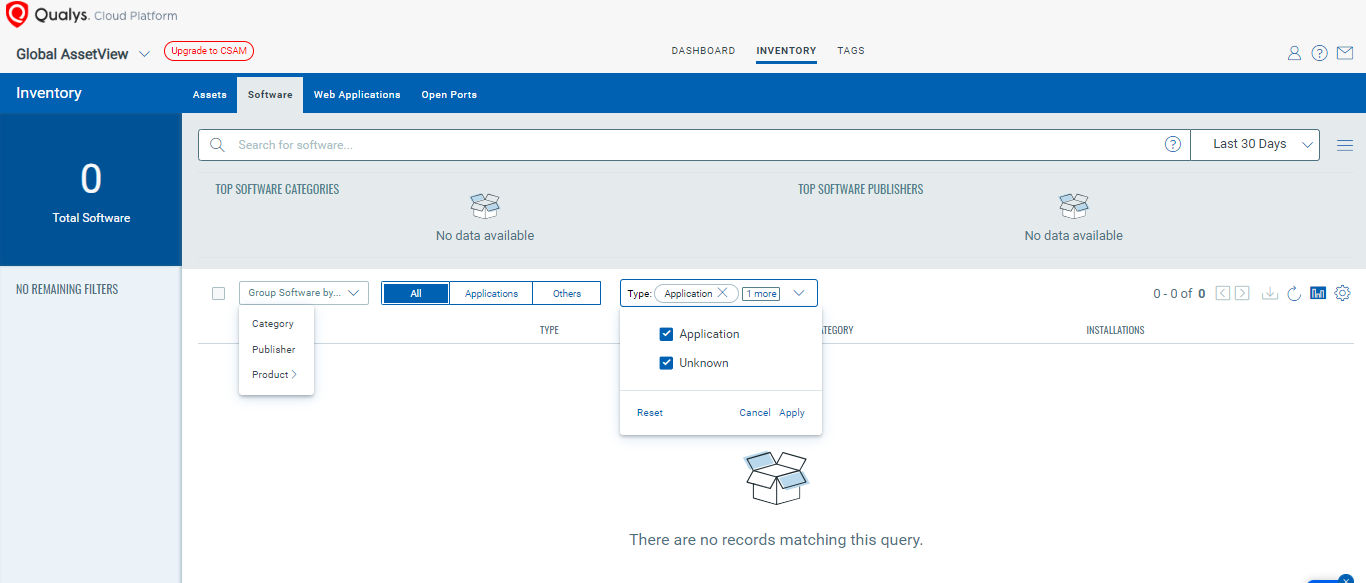 Qualys. Cloud Platform
Global AssetView
Upgrade to CSAM
DASHBOARD
INVENTORY
TAGS
Inventory
Assets
Software
Web Applications
Open Ports
0
Total Software
Search for software...
?
Last 30 Days
TOP SOFTWARE CATEGORIES
No data available
TOP SOFTWARE PUBLISHERS
No data available
NO REMAINING FILTERS
Group Software by...
All
Applications
Others
Type:
Application
1 more
0 - 0 of 0
Category
Publisher
Product
TYPE
Application
Unknown
Reset
Cancel
Apply
INSTALLATIONS
There are no records matching this query.